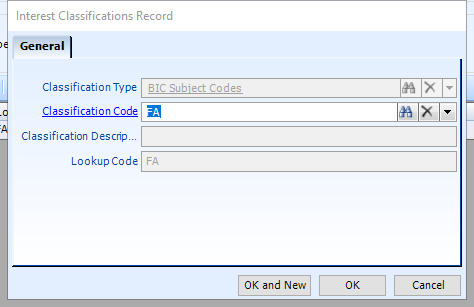 Interest Classifications Record
General
Classification Type BIC Subject Codes
Classification Code FA
Classification Descrip...
Lookup Code FA
OK and New OK Cancel